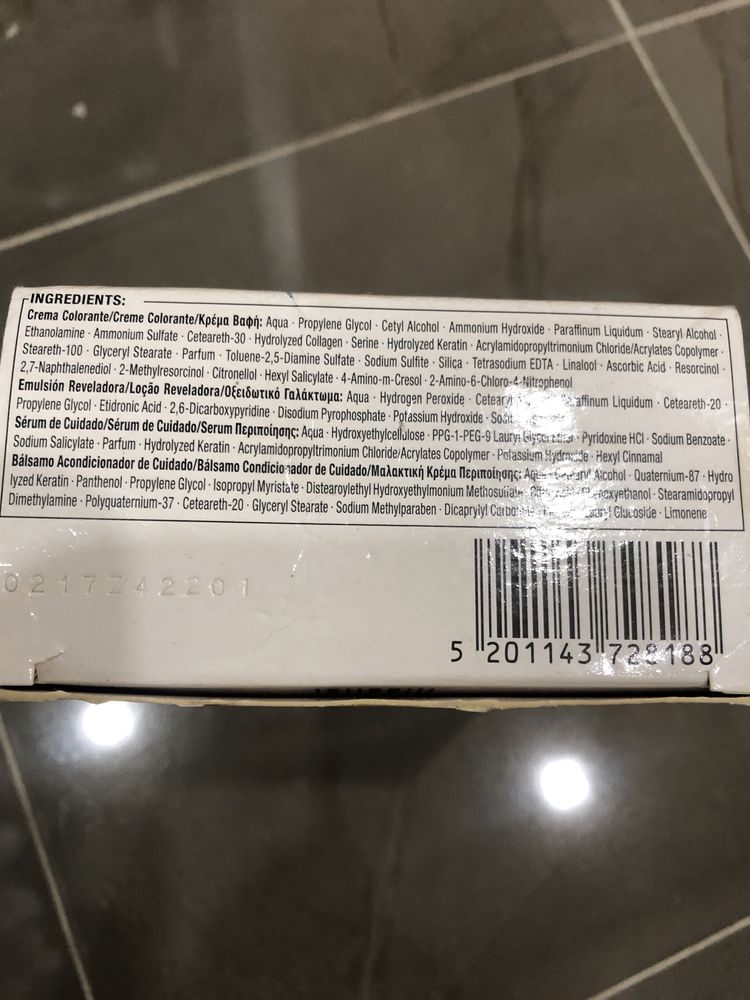 INGREDIENTS:
Crema Colorante/Creme Colorante/Κρέμα Βαφή: Aqua · Propylene Glycol · Cetyl Alcohol · Ammonium Hydroxide · Paraffinum Liquidum · Stearyl Alcohol ·
Ethanolamine · Ammonium Sulfate · Ceteareth-30 · Hydrolyzed Collagen · Serine · Hydrolyzed Keratin · Acrylamidopropyltrimonium Chloride/Acrylates Copolymer ·
Steareth-100 · Glyceryl Stearate · Parfum · Toluene-2,5-Diamine Sulfate · Sodium Sulfite · Silica · Tetrasodium EDTA · Linalool · Ascorbic Acid · Resorcinol ·
2,7-Naphthalenediol · 2-Methylresorcinol · Citronellol · Hexyl Salicylate · 4-Amino-m-Cresol · 2-Amino-6-Chloro-4-Nitrophenol
Emulsión Reveladora/Loção Reveladora/Οξειδωτικό Γαλάκτωμα: Aqua · Hydrogen Peroxide · Liquidum · Ceteareth-20 ·
Propylene Glycol · Etidronic Acid · 2,6-Dicarboxypyridine · Disodium Pyrophosphate · Potassium Hydroxide ·
Sérum de Cuidado/Sérum de Cuidado/Serum Περιποίησης: Aqua · Hydroxyethylcellulose · PPG-1-PEG-9 Lauryl · Pyridoxine HCl · Sodium Benzoate ·
Sodium Salicylate · Parfum · Hydrolyzed Keratin · Acrylamidopropyltrimonium Chloride/Acrylates Copolymer · Potassium Hydroxide · Hexyl Cinnamal
Bálsamo Acondicionador de Cuidado/Bálsamo Condicionador de Cuidado/Μαλακτική Κρέμα Περιποίησης: Alcohol · Quaternium-87 · Hydro
lyzed Keratin · Panthenol · Propylene Glycol · Isopropyl Myristate · Distearoylethyl Hydroxyethylmonium Methosulfate · Phenoxyethanol · Stearamidopropyl
Dimethylamine · Polyquaternium-37 · Ceteareth-20 · Glyceryl Stearate · Sodium Methylparaben · Dicaprylyl Glucoside · Limonene
0217Z42201
5 201143 728188